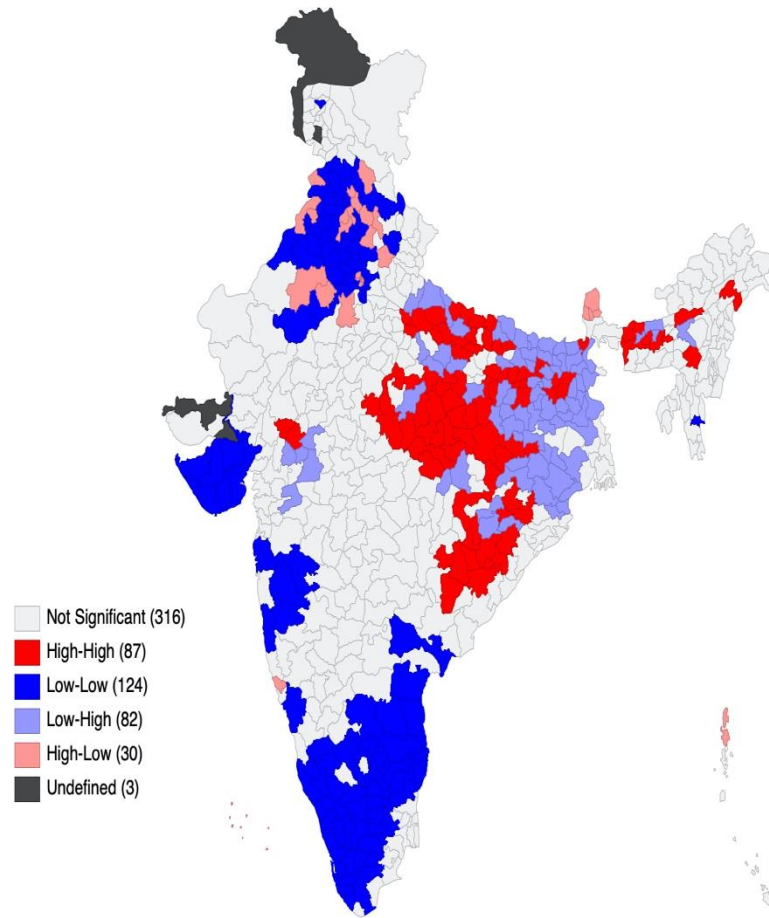 Not Significant (316)
High-High (87)
Low-Low (124)
Low-High (82)
High-Low (30)
Undefined (3)